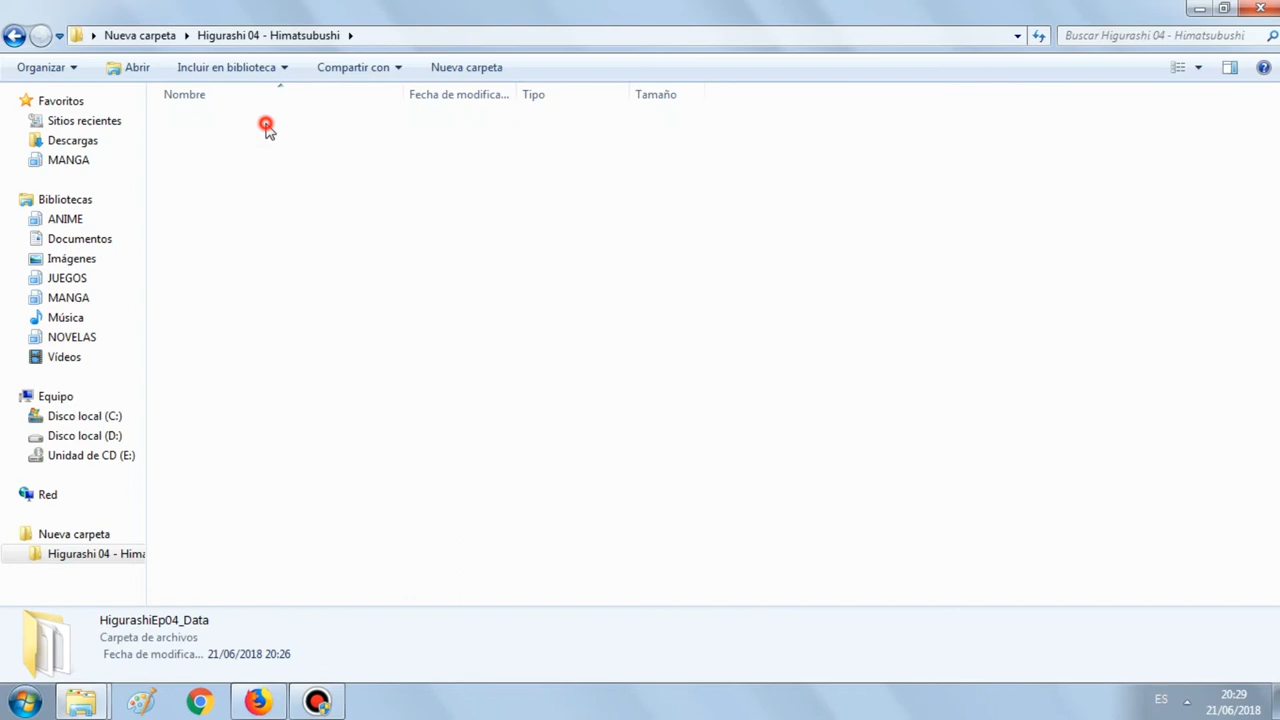 Nueva carpeta Higurashi 04 - Himatsubushi Buscar Higurashi 04 - Himatsubushi
Organizar Abrir Incluir en biblioteca Compartir con Nueva carpeta
Nombre Fecha de modifica... Tipo Tamaño
Favoritos
Sitios recientes
Descargas
MANGA
Bibliotecas
ANIME
Documentos
Imágenes
JUEGOS
MANGA
Música
NOVELAS
Vídeos
Equipo
Disco local (C:)
Disco local (D:)
Unidad de CD (E:)
Red
Nueva carpeta
Higurashi 04 - Hima
HigurashiEp04_Data
Carpeta de archivos
Fecha de modifica... 21/06/2018 20:26
ES 20:29
21/06/2018